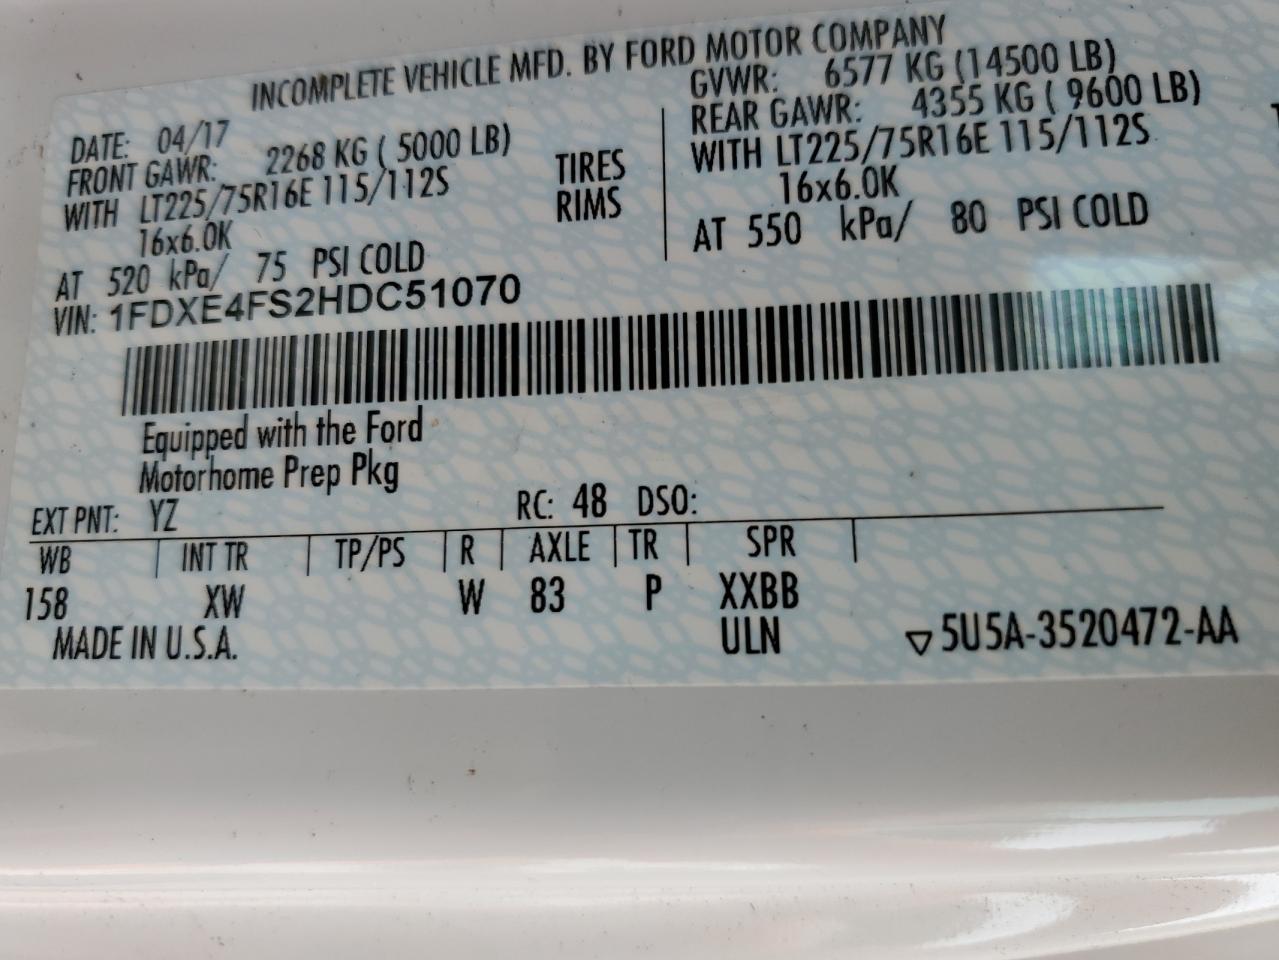 INCOMPLETE VEHICLE MFD. BY FORD MOTOR COMPANY
DATE: 04/17
GVWR: 6577 KG (14500 LB)
FRONT GAWR: 2268 KG ( 5000 LB)
REAR GAWR: 4355 KG ( 9600 LB)
WITH LT225/75R16E 115/112S
TIRES
WITH LT225/75R16E 115/112S
16x6.0K
RIMS
16x6.0K
AT 520 kPa/ 75 PSI COLD
AT 550 kPa/ 80 PSI COLD
VIN: 1FDXE4FS2HDC51070
Equipped with the Ford
Motorhome Prep Pkg
EXT PNT: YZ RC: 48 DSO:
WB INT TR TP/PS R AXLE TR SPR
158 XW W 83 P XXBB
MADE IN U.S.A. ULN 5U5A-3520472-AA